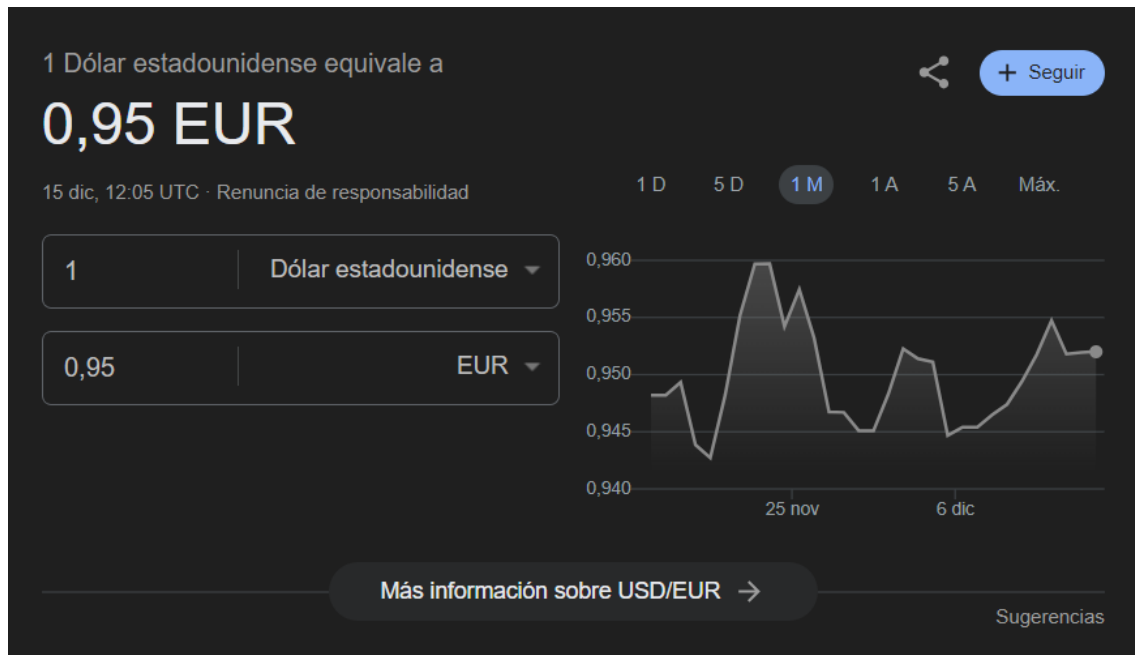 1 Dólar estadounidense equivale a
0,95 EUR
15 dic, 12:05 UTC · Renuncia de responsabilidad
+ Seguir
1 Dólar estadounidense
0,95 EUR
1 D 5 D 1 M 1 A 5 A Máx.
0,960
0,955
0,950
0,945
0,940
25 nov 6 dic
Más información sobre USD/EUR →
Sugerencias